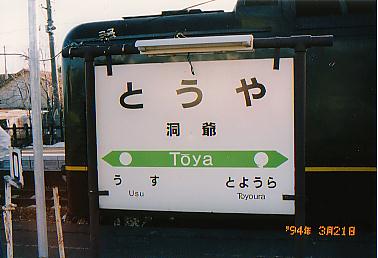 とうや
洞爺
Tōya
うす とようら
Usu Toyoura
'94年 3月21日